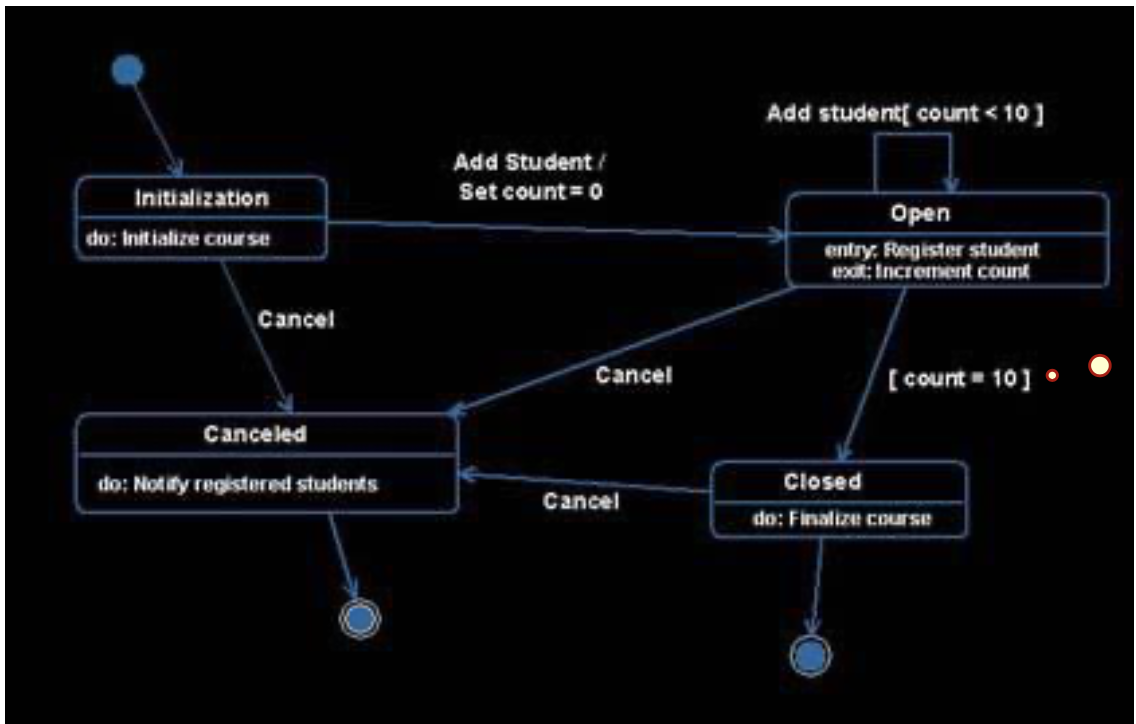 Add student[ count < 10 ]
Add Student /
Set count = 0
Initialization
do: Initialize course
Open
entry: Register student
exit: Increment count
Cancel
Cancel
[ count = 10 ]
Canceled
do: Notify registered students
Closed
do: Finalize course
Cancel